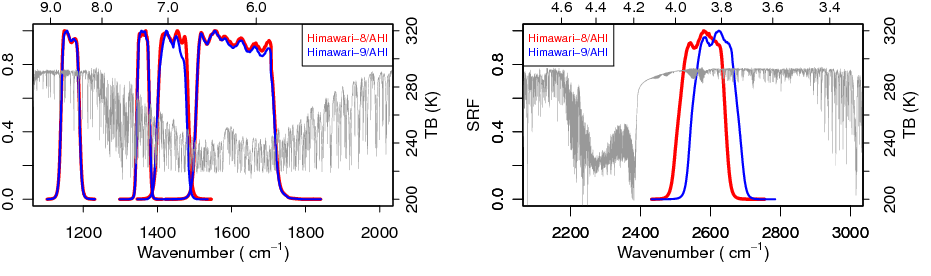 9.0 8.0 7.0 6.0
Himawari-8/AHI
Himawari-9/AHI
0.0 0.4 0.8
200 240 280 320
TB (K)
1200 1400 1600 1800 2000
Wavenumber ( cm−1)
4.6 4.4 4.2 4.0 3.8 3.6 3.4
Himawari-8/AHI
Himawari-9/AHI
SRF
0.0 0.4 0.8
200 240 280 320
TB (K)
2200 2400 2600 2800 3000
Wavenumber ( cm−1)